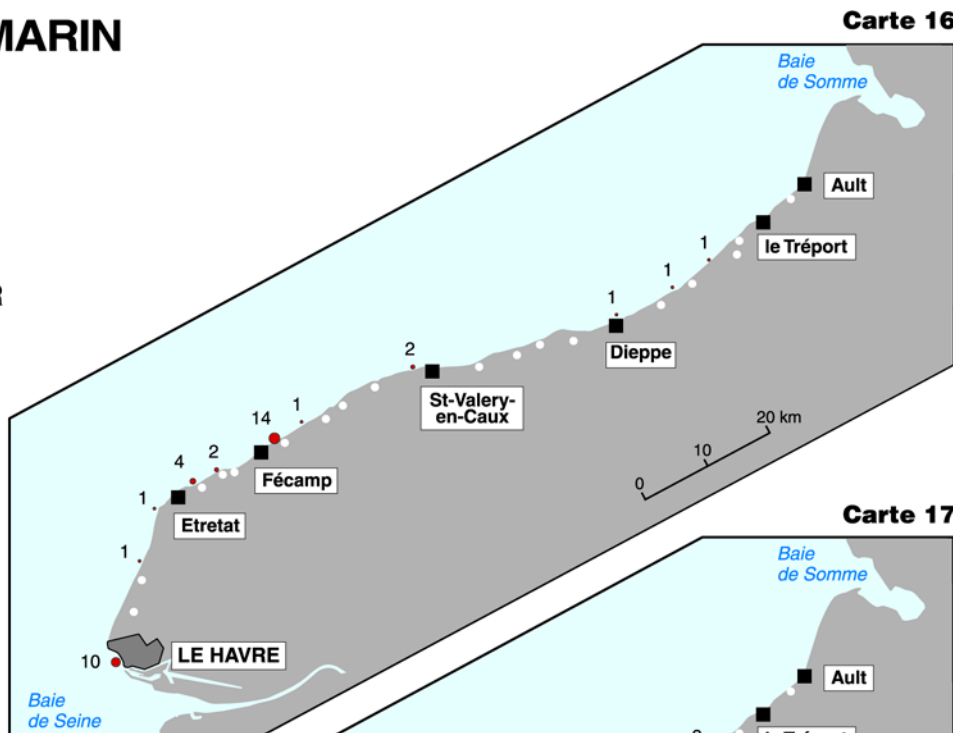 MARIN
Carte 16
Baie
de Somme
Ault
le Tréport
1
1
1
Dieppe
2
St-Valery-
en-Caux
1
14
20 km
10
0
Fécamp
2
4
1
Etretat
1
LE HAVRE
10
Baie
de Seine
Carte 17
Baie
de Somme
Ault